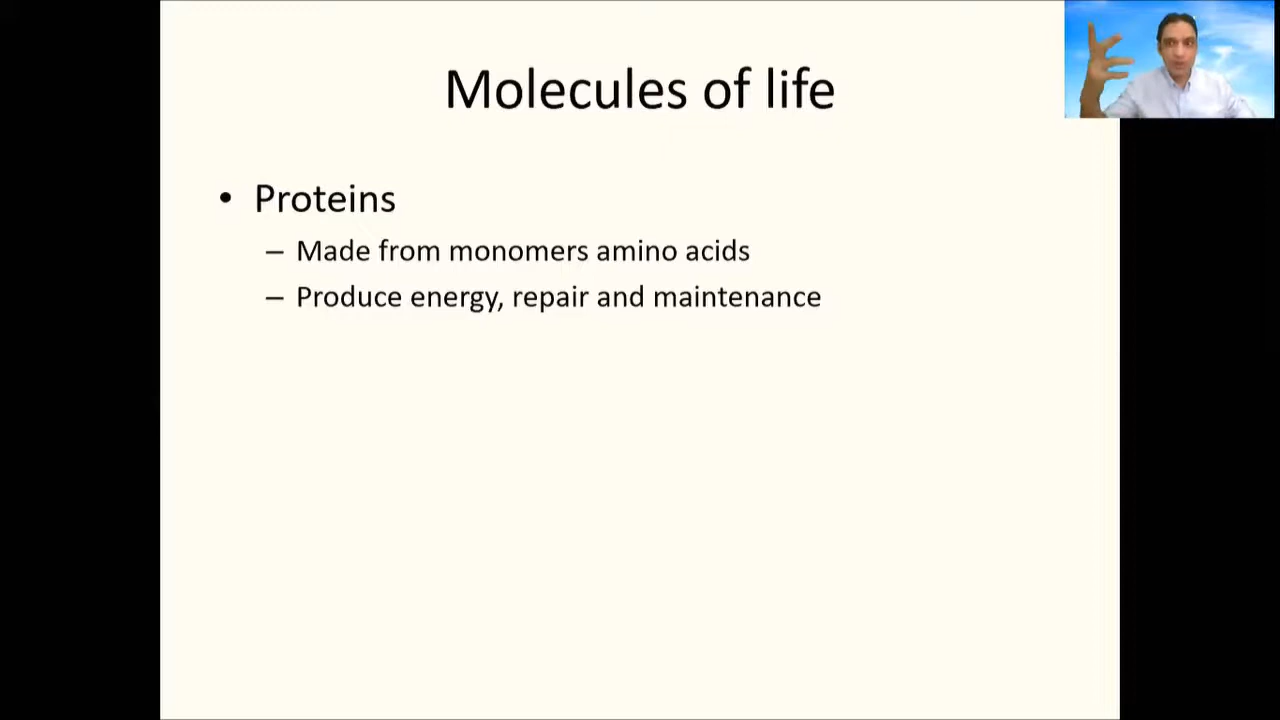 Molecules of life
• Proteins
– Made from monomers amino acids
– Produce energy, repair and maintenance